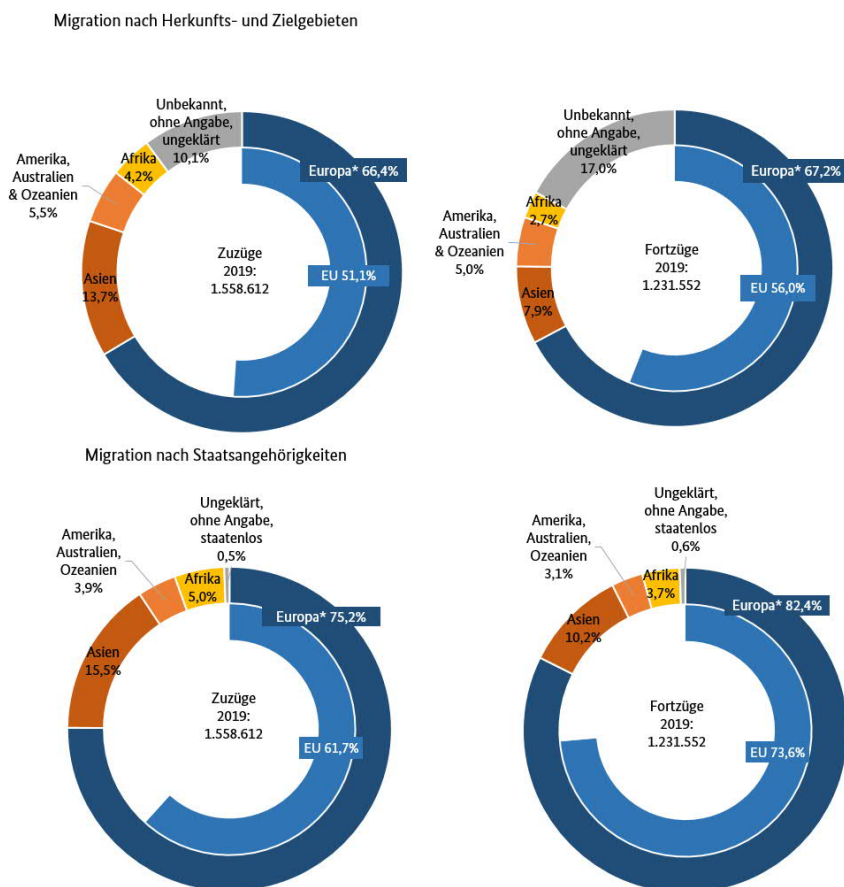 Migration nach Herkunfts- und Zielgebieten
Unbekannt,
ohne Angabe,
ungeklärt
10,1%
Afrika
4,2%
Amerika,
Australien
& Ozeanien
5,5%
Asien
13,7%
Europa* 66,4%
EU 51,1%
Zuzüge
2019:
1.558.612
Unbekannt,
ohne Angabe,
ungeklärt
17,0%
Afrika
2,7%
Amerika,
Australien
& Ozeanien
5,0%
Asien
7,9%
Europa* 67,2%
EU 56,0%
Fortzüge
2019:
1.231.552
Migration nach Staatsangehörigkeiten
Ungeklärt,
ohne Angabe,
staatenlos
0,5%
Amerika,
Australien,
Ozeanien
3,9%
Afrika
5,0%
Asien
15,5%
Europa* 75,2%
EU 61,7%
Zuzüge
2019:
1.558.612
Ungeklärt,
ohne Angabe,
staatenlos
0,6%
Amerika,
Australien,
Ozeanien
3,1%
Afrika
3,7%
Asien
10,2%
Europa* 82,4%
EU 73,6%
Fortzüge
2019:
1.231.552